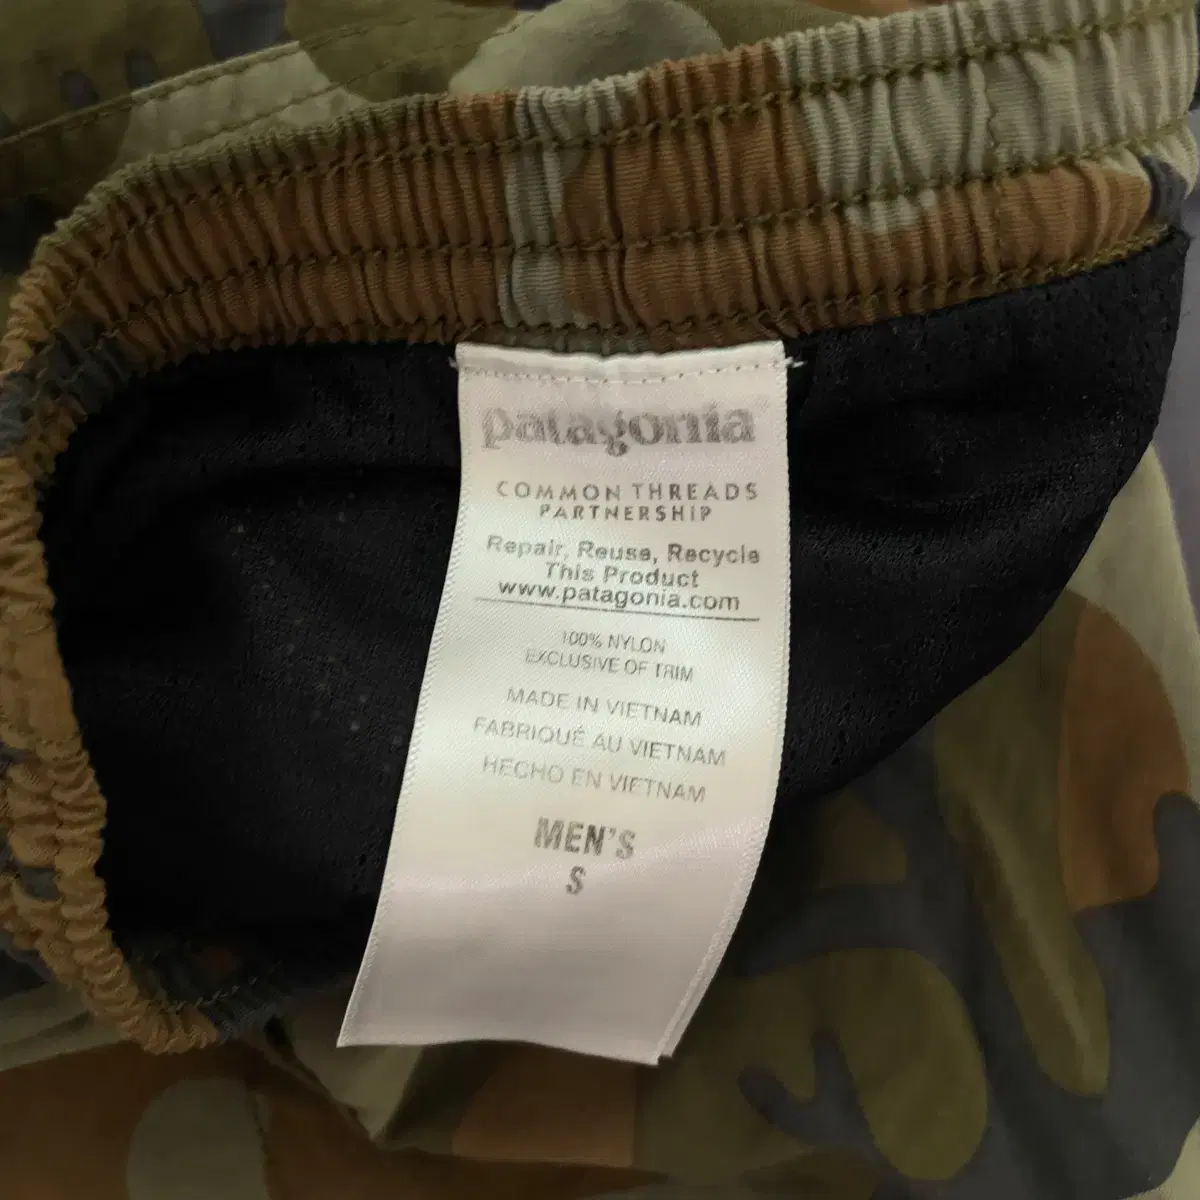 patagonia
COMMON THREADS
PARTNERSHIP
Repair, Reuse, Recycle
This Product
www.patagonia.com
100% NYLON
EXCLUSIVE OF TRIM
MADE IN VIETNAM
FABRIQUÉ AU VIETNAM
HECHO EN VIETNAM
MEN'S
S